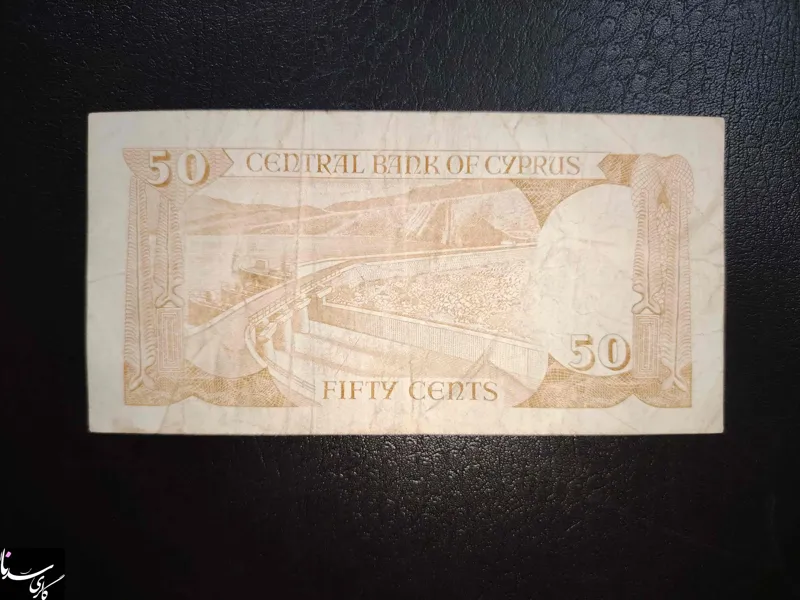 50 CENTRAL BANK OF CYPRUS
50
FIFTY CENTS